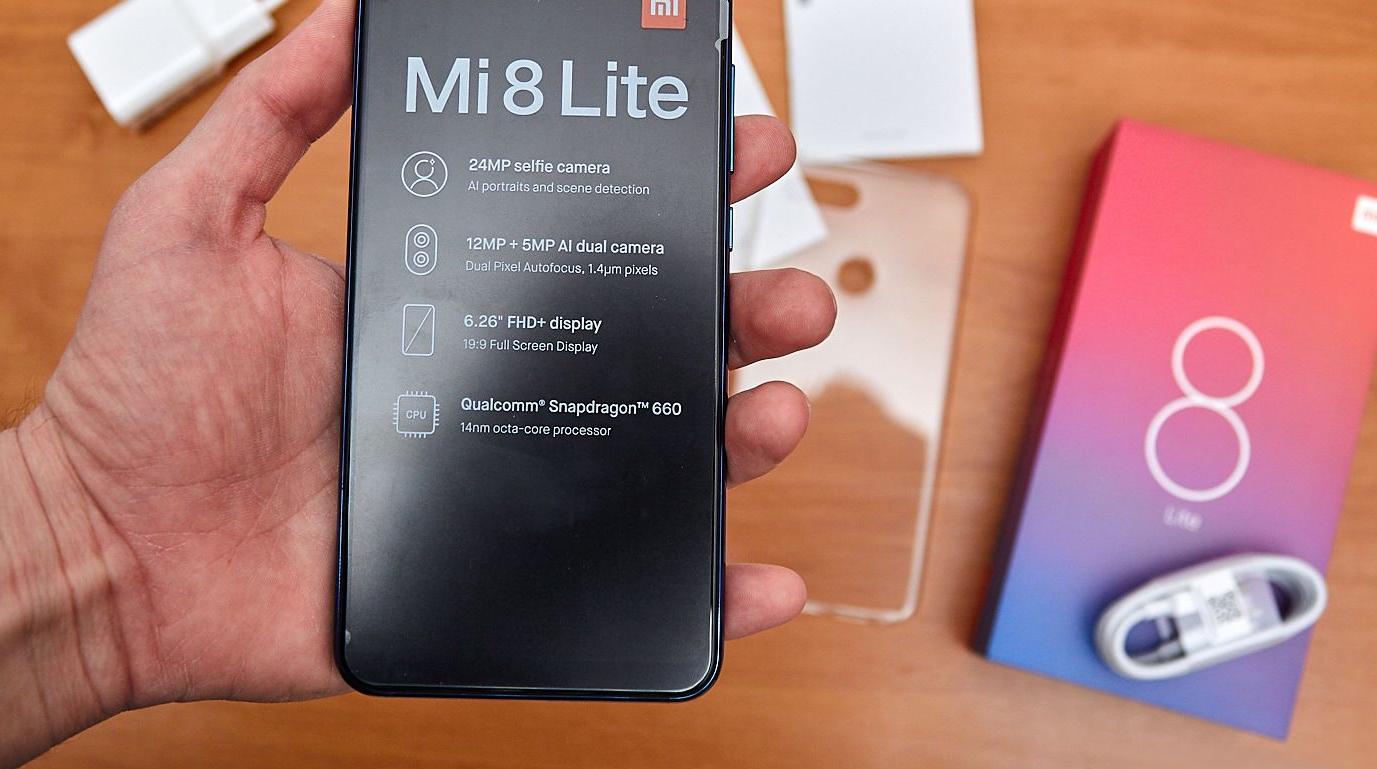 mi
Mi 8 Lite
24MP selfie camera
AI portraits and scene detection
12MP + 5MP AI dual camera
Dual Pixel Autofocus, 1.4μm pixels
6.26" FHD+ display
19:9 Full Screen Display
CPU
Qualcomm® Snapdragon™ 660
14nm octa-core processor
8
Lite